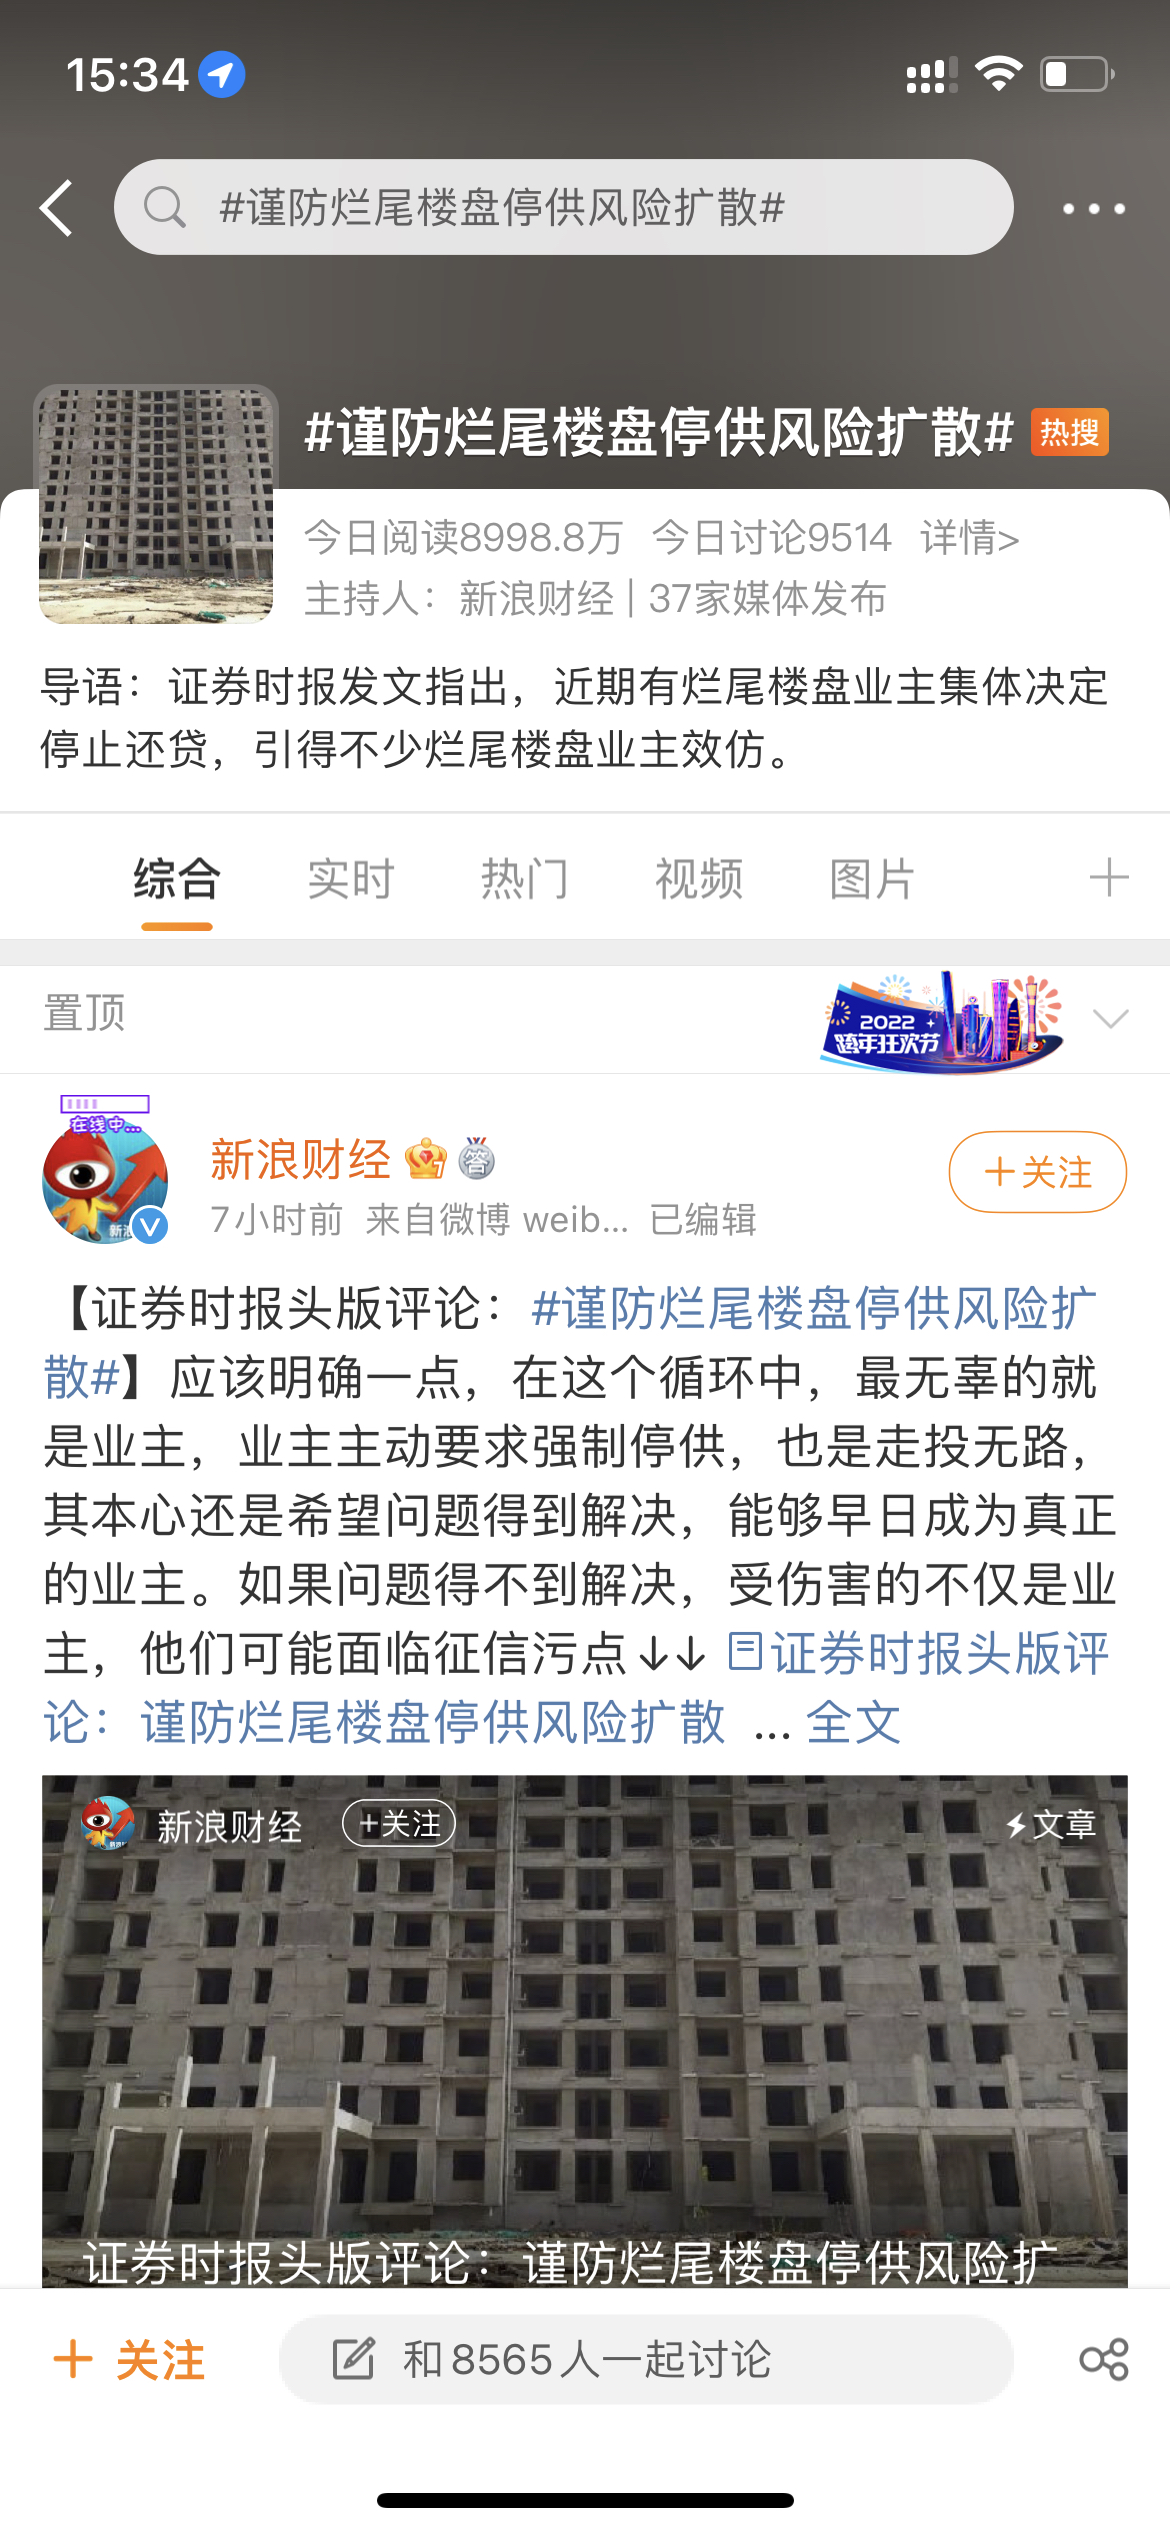 15:34
#谨防烂尾楼盘停供风险扩散#
#谨防烂尾楼盘停供风险扩散# 热搜
今日阅读8998.8万 今日讨论9514 详情>
主持人：新浪财经 | 37家媒体发布
导语：证券时报发文指出，近期有烂尾楼盘业主集体决定
停止还贷，引得不少烂尾楼盘业主效仿。
综合 实时 热门 视频 图片
置顶
2022
跨年狂欢节
在线中...
新浪财经 答
+关注
7小时前 来自微博 weib... 已编辑
【证券时报头版评论：#谨防烂尾楼盘停供风险扩
散#】应该明确一点，在这个循环中，最无辜的就
是业主，业主主动要求强制停供，也是走投无路，
其本心还是希望问题得到解决，能够早日成为真正
的业主。如果问题得不到解决，受伤害的不仅是业
主，他们可能面临征信污点↓↓ 证券时报头版评
论：谨防烂尾楼盘停供风险扩散 ... 全文
新浪财经 +关注 文章
证券时报头版评论：谨防烂尾楼盘停供风险扩
+ 关注 和8565人一起讨论